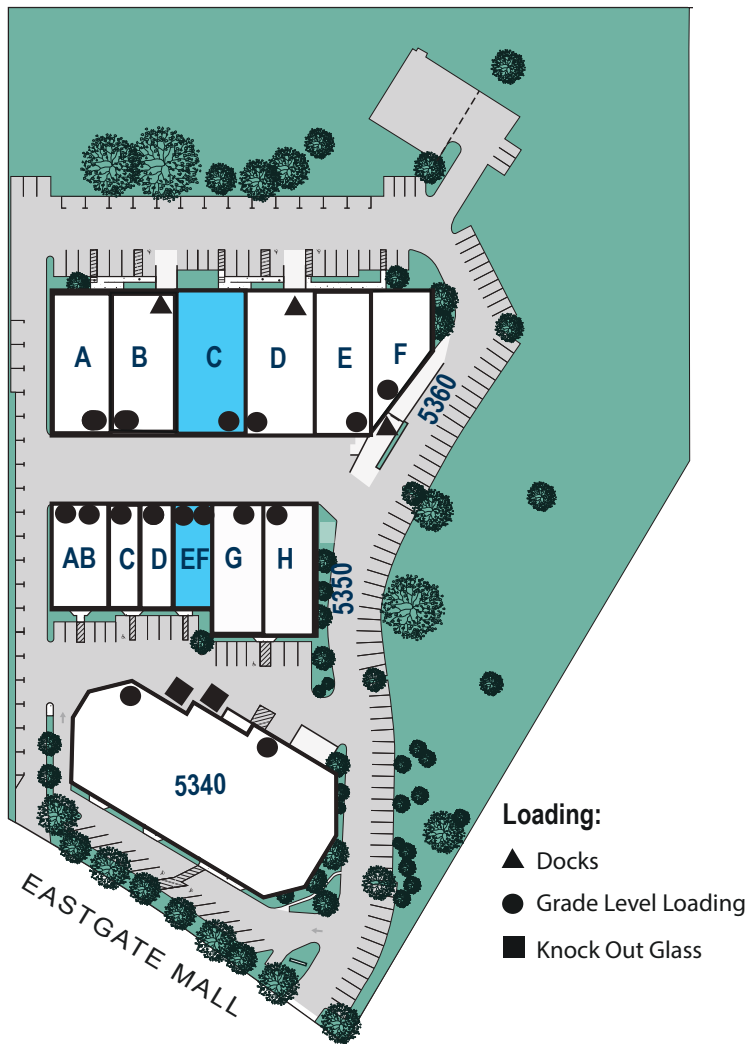 A
B
C
D
E
F
5360
AB
C
D
EF
G
H
5350
5340
EASTGATE MALL
Loading:
Docks
Grade Level Loading
Knock Out Glass